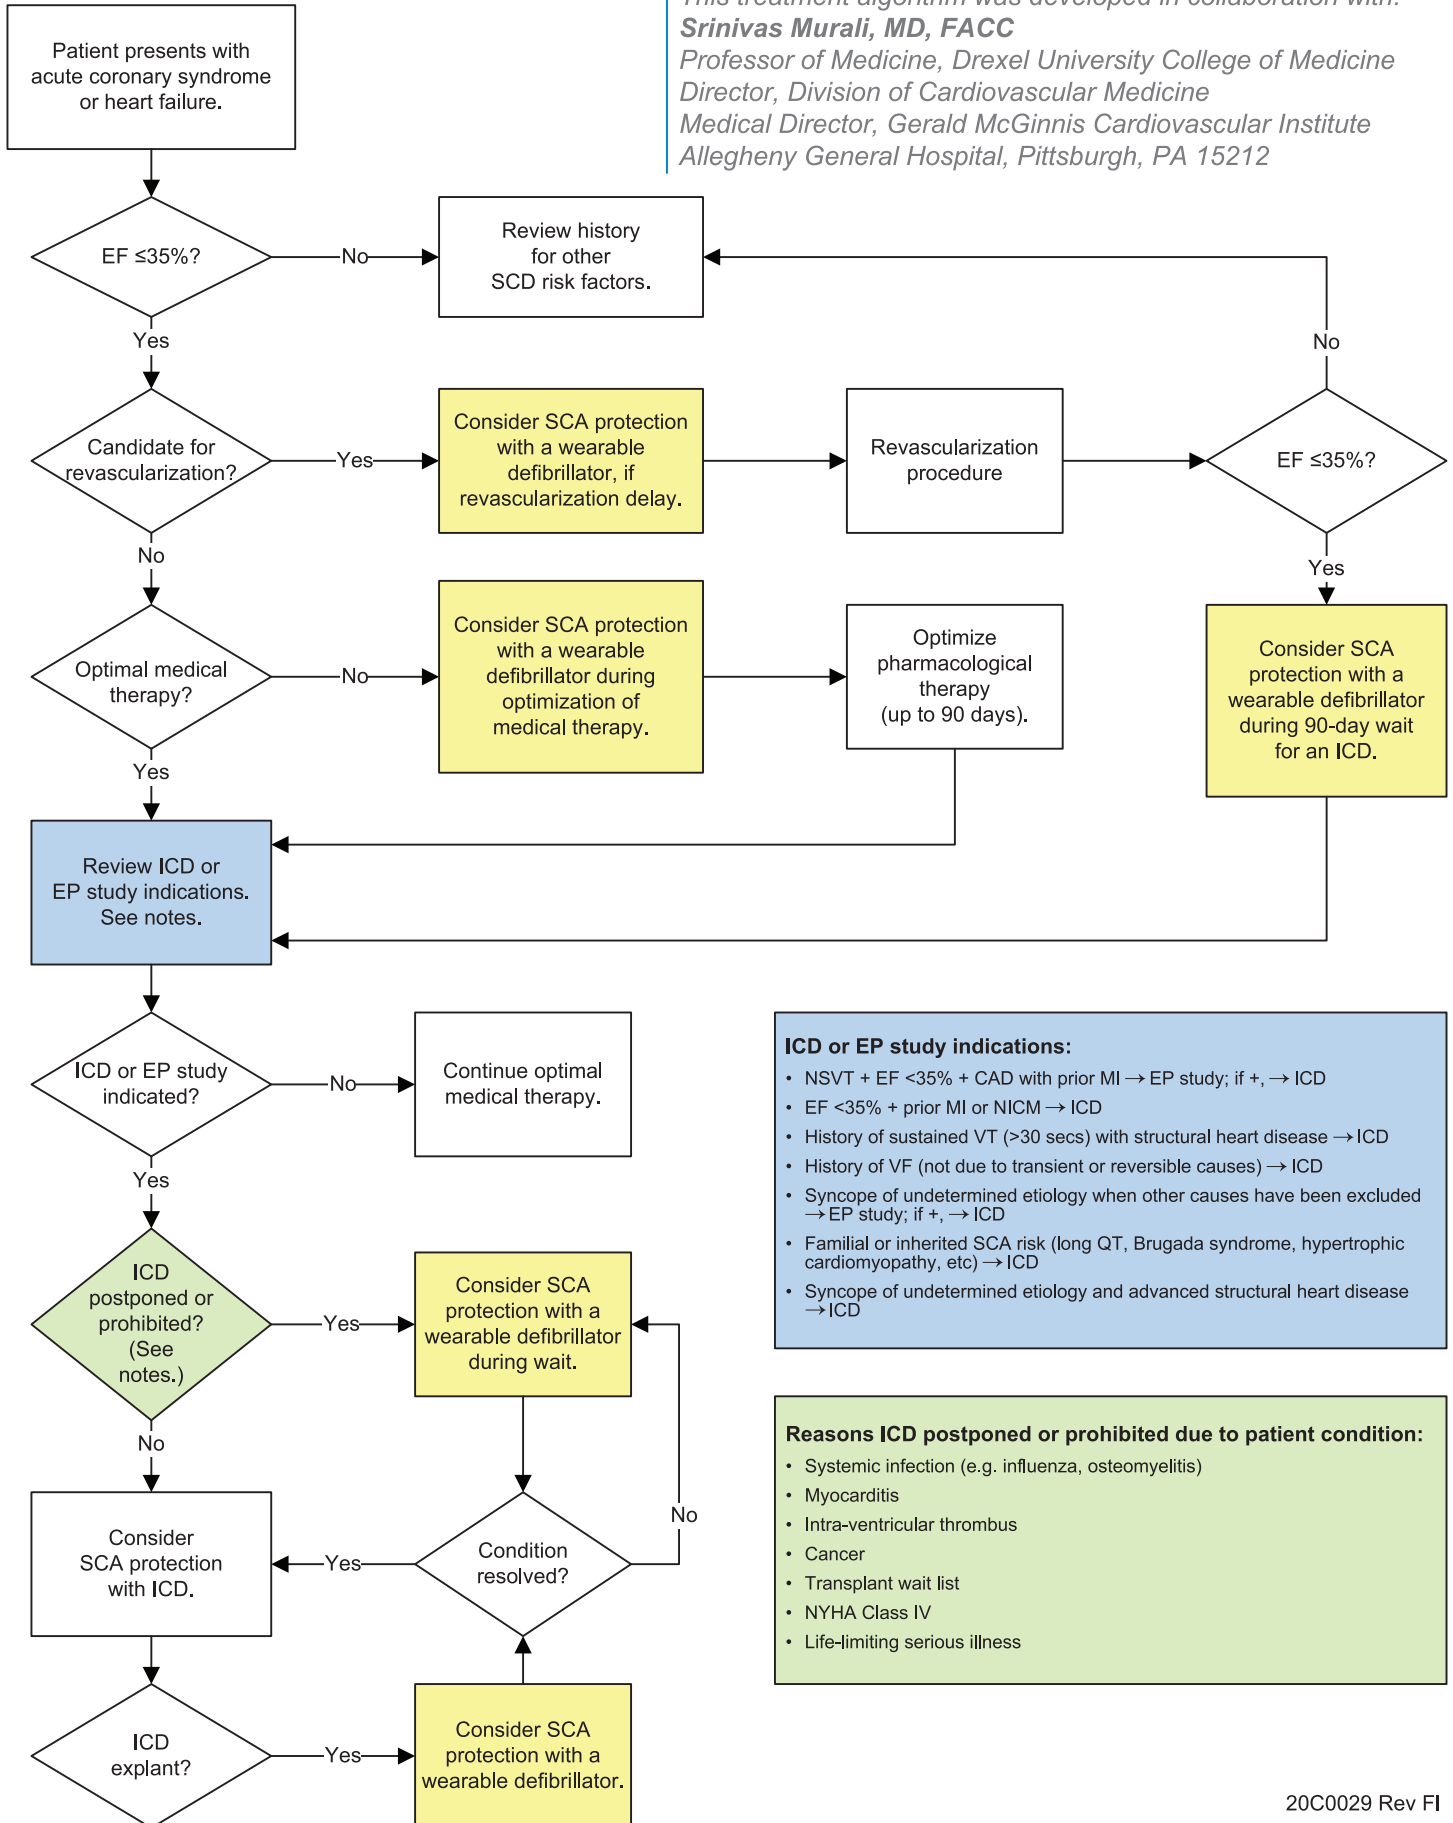 This treatment algorithm was developed in collaboration with:
Srinivas Murali, MD, FACC
Professor of Medicine, Drexel University College of Medicine
Director, Division of Cardiovascular Medicine
Medical Director, Gerald McGinnis Cardiovascular Institute
Allegheny General Hospital, Pittsburgh, PA 15212
Patient presents with
acute coronary syndrome
or heart failure.
EF ≤35%?
No
Review history
for other
SCD risk factors.
Yes
No
Candidate for
revascularization?
Yes
Consider SCA protection
with a wearable
defibrillator, if
revascularization delay.
Revascularization
procedure
EF ≤35%?
No
Yes
Optimal medical
therapy?
No
Consider SCA protection
with a wearable
defibrillator during
optimization of
medical therapy.
Optimize
pharmacological
therapy
(up to 90 days).
Consider SCA
protection with a
wearable defibrillator
during 90-day wait
for an ICD.
Yes
Review ICD or
EP study indications.
See notes.
ICD or EP study
indicated?
No
Continue optimal
medical therapy.
Yes
ICD
postponed or
prohibited?
(See
notes.)
Yes
Consider SCA
protection with a
wearable defibrillator
during wait.
No
Consider
SCA protection
with ICD.
Yes
Condition
resolved?
No
ICD
explant?
Yes
Consider SCA
protection with a
wearable defibrillator.
ICD or EP study indications:
• NSVT + EF <35% + CAD with prior MI → EP study; if +, → ICD
• EF <35% + prior MI or NICM → ICD
• History of sustained VT (>30 secs) with structural heart disease → ICD
• History of VF (not due to transient or reversible causes) → ICD
• Syncope of undetermined etiology when other causes have been excluded
→ EP study; if +, → ICD
• Familial or inherited SCA risk (long QT, Brugada syndrome, hypertrophic
cardiomyopathy, etc) → ICD
• Syncope of undetermined etiology and advanced structural heart disease
→ ICD
Reasons ICD postponed or prohibited due to patient condition:
• Systemic infection (e.g. influenza, osteomyelitis)
• Myocarditis
• Intra-ventricular thrombus
• Cancer
• Transplant wait list
• NYHA Class IV
• Life-limiting serious illness
20C0029 Rev FI